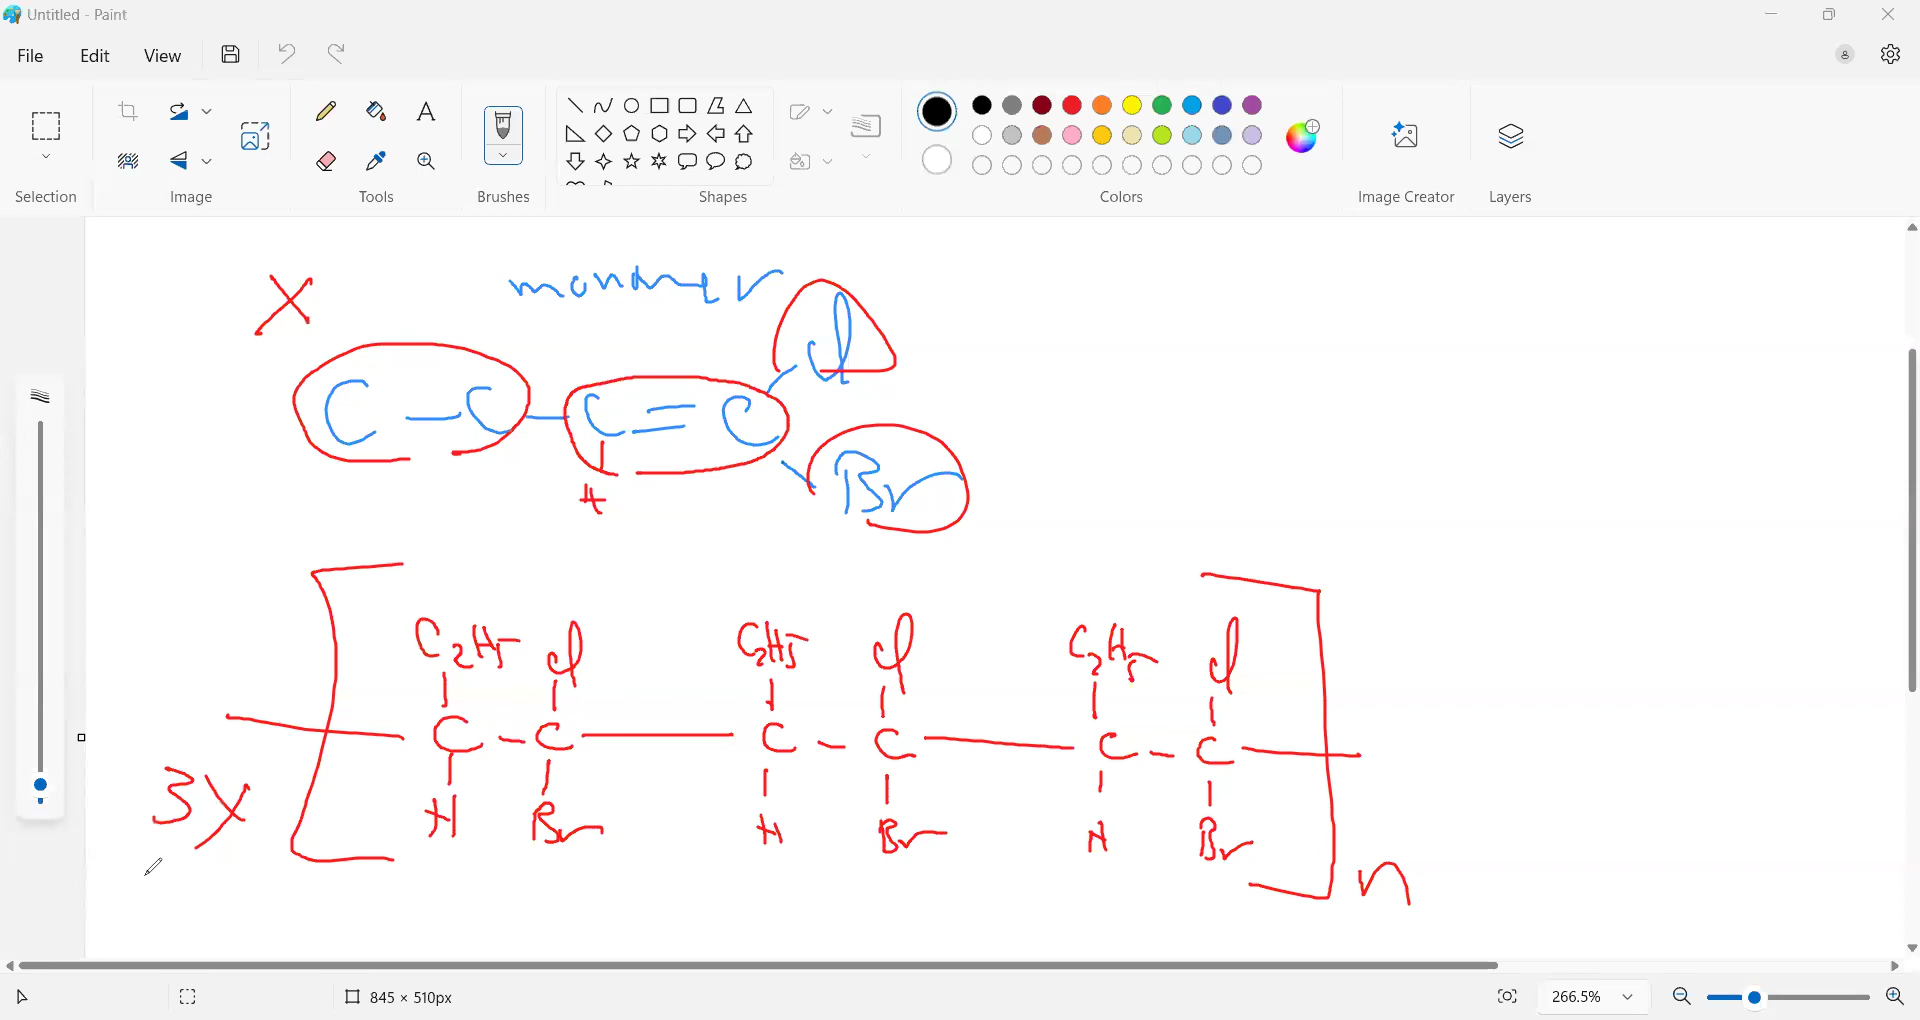 Untitled - Paint
File Edit View
Selection Image Tools Brushes Shapes Colors Image Creator Layers
X monomer
Cl
C - C - C = C
Br
H
C2H5 Cl C2H5 Cl C2H5 Cl
C - C - C - C - C - C
3X
H Br H Br H Br
n
845 × 510px 266.5%